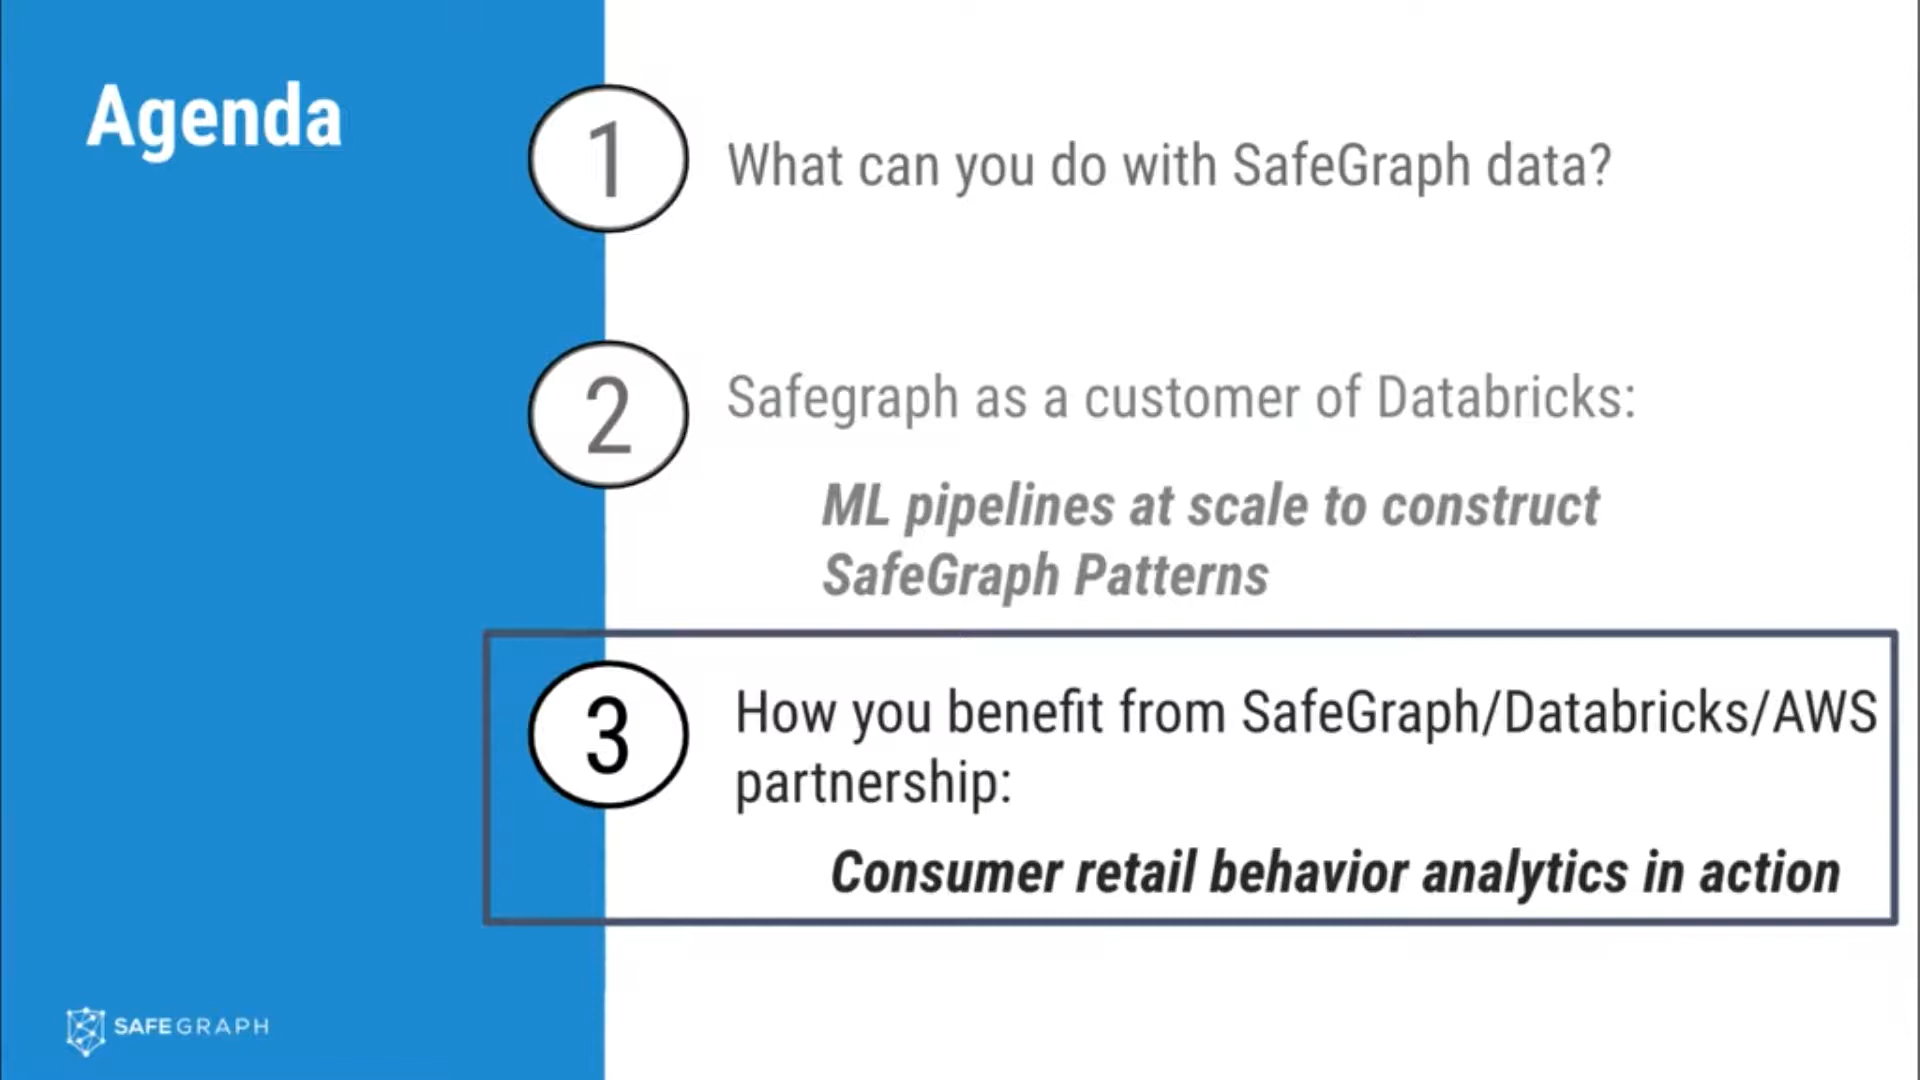 Agenda
1
What can you do with SafeGraph data?
2
Safegraph as a customer of Databricks:
ML pipelines at scale to construct
SafeGraph Patterns
3
How you benefit from SafeGraph/Databricks/AWS
partnership:
Consumer retail behavior analytics in action
SAFEGRAPH